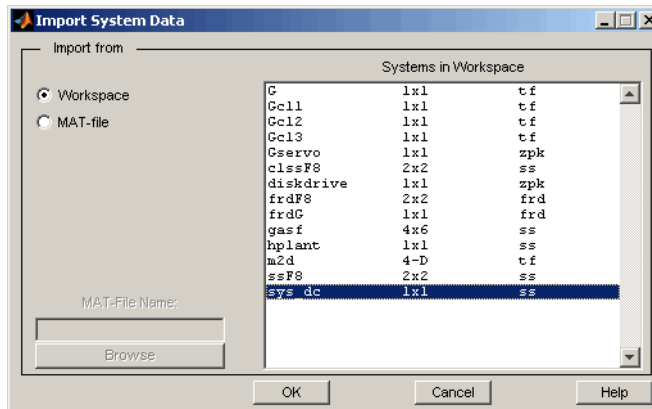 Import System Data
Import from
Systems in Workspace
Workspace
MAT-file
G 1x1 tf
Gcl1 1x1 tf
Gcl2 1x1 tf
Gcl3 1x1 tf
Gservo 1x1 zpk
clssF8 2x2 ss
diskdrive 1x1 zpk
frdF8 2x2 frd
frdG 1x1 frd
gasf 4x6 ss
hplant 1x1 ss
m2d 4-D tf
ssF8 2x2 ss
sys_dc 1x1 ss
MAT-File Name:
Browse
OK Cancel Help